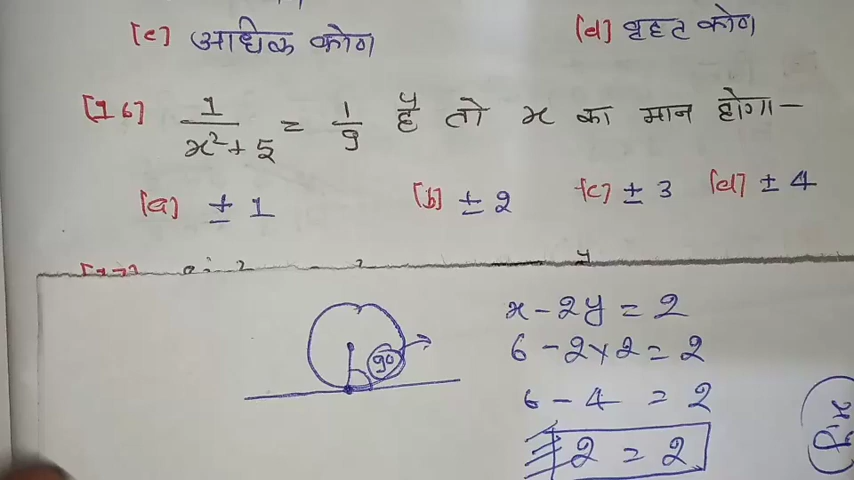 [c] अधिक कोण [d] वृहत कोण
[16] 1/(x²+5) = 1/9 है तो x का मान होगा-
[a] ± 1 [b] ± 2 [c] ± 3 [d] ± 4
90
x - 2y = 2
6 - 2×2 = 2
6 - 4 = 2
2 = 2
x,y